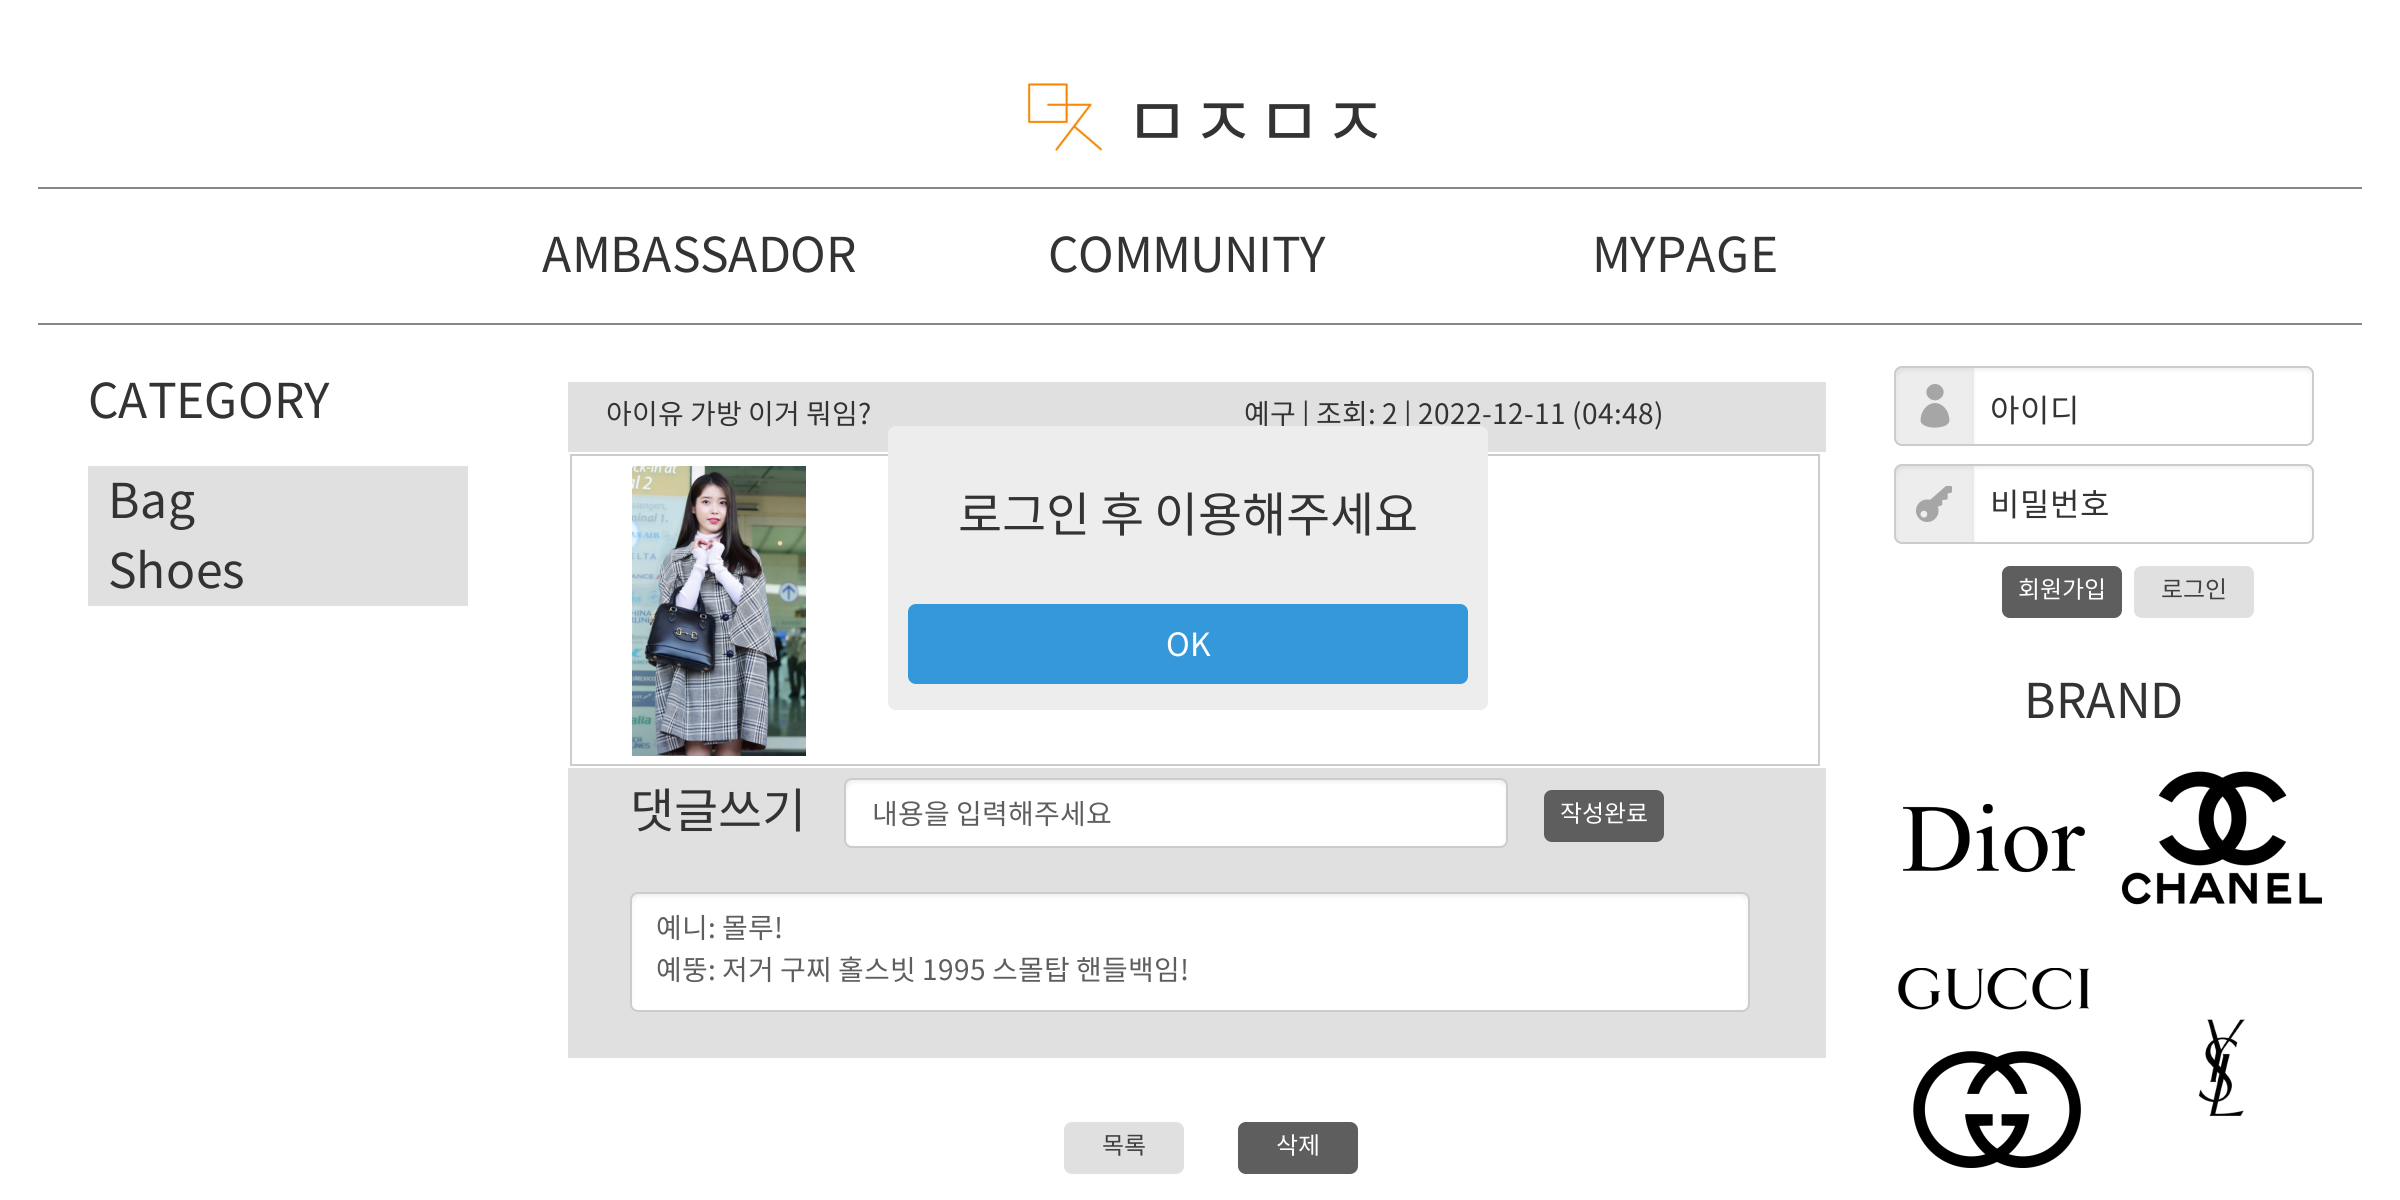 ㅁㅈㅁㅈ
AMBASSADOR COMMUNITY MYPAGE
CATEGORY
Bag
Shoes
아이유 가방 이거 뭐임? 예구 | 조회: 2 | 2022-12-11 (04:48)
로그인 후 이용해주세요
OK
댓글쓰기 내용을 입력해주세요 작성완료
예니: 몰루!
예뚱: 저거 구찌 홀스빗 1995 스몰탑 핸들백임!
목록 삭제
아이디
비밀번호
회원가입 로그인
BRAND
Dior
CHANEL
GUCCI
YSL